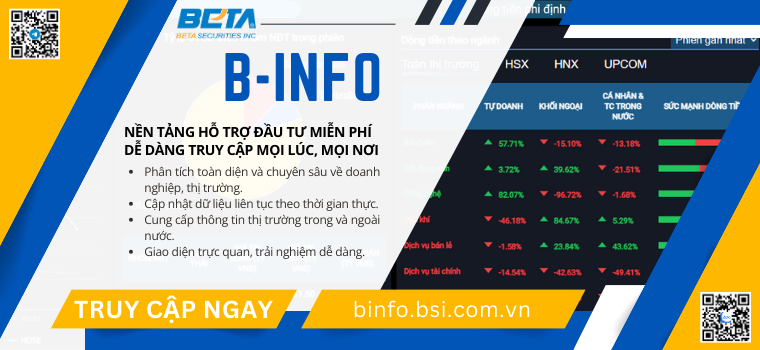 BETA
BETA SECURITIES INC
B-INFO
NỀN TẢNG HỖ TRỢ ĐẦU TƯ MIỄN PHÍ
DỄ DÀNG TRUY CẬP MỌI LÚC, MỌI NƠI
• Phân tích toàn diện và chuyên sâu về doanh
nghiệp, thị trường.
• Cập nhật dữ liệu liên tục theo thời gian thực.
• Cung cấp thông tin thị trường trong và ngoài
nước.
• Giao diện trực quan, trải nghiệm dễ dàng.
TRUY CẬP NGAY
binfo.bsi.com.vn
Dòng tiền theo ngành
Phiên gần nhất
Toàn thị trường HSX HNX UPCOM
PHÂN NGÀNH TỰ DOANH KHỐI NGOẠI CÁ NHÂN & TC TRONG NƯỚC SỨC MẠNH DÒNG TIỀ
57.71% -15.10% -13.18%
3.72% 39.62% -21.51%
82.07% -96.72% -1.68%
khí -46.18% 84.67% 5.29%
Dịch vụ bán lẻ -1.58% 23.84% 43.62%
Dịch vụ tài chính -14.54% -42.63% -49.41%
HOSE